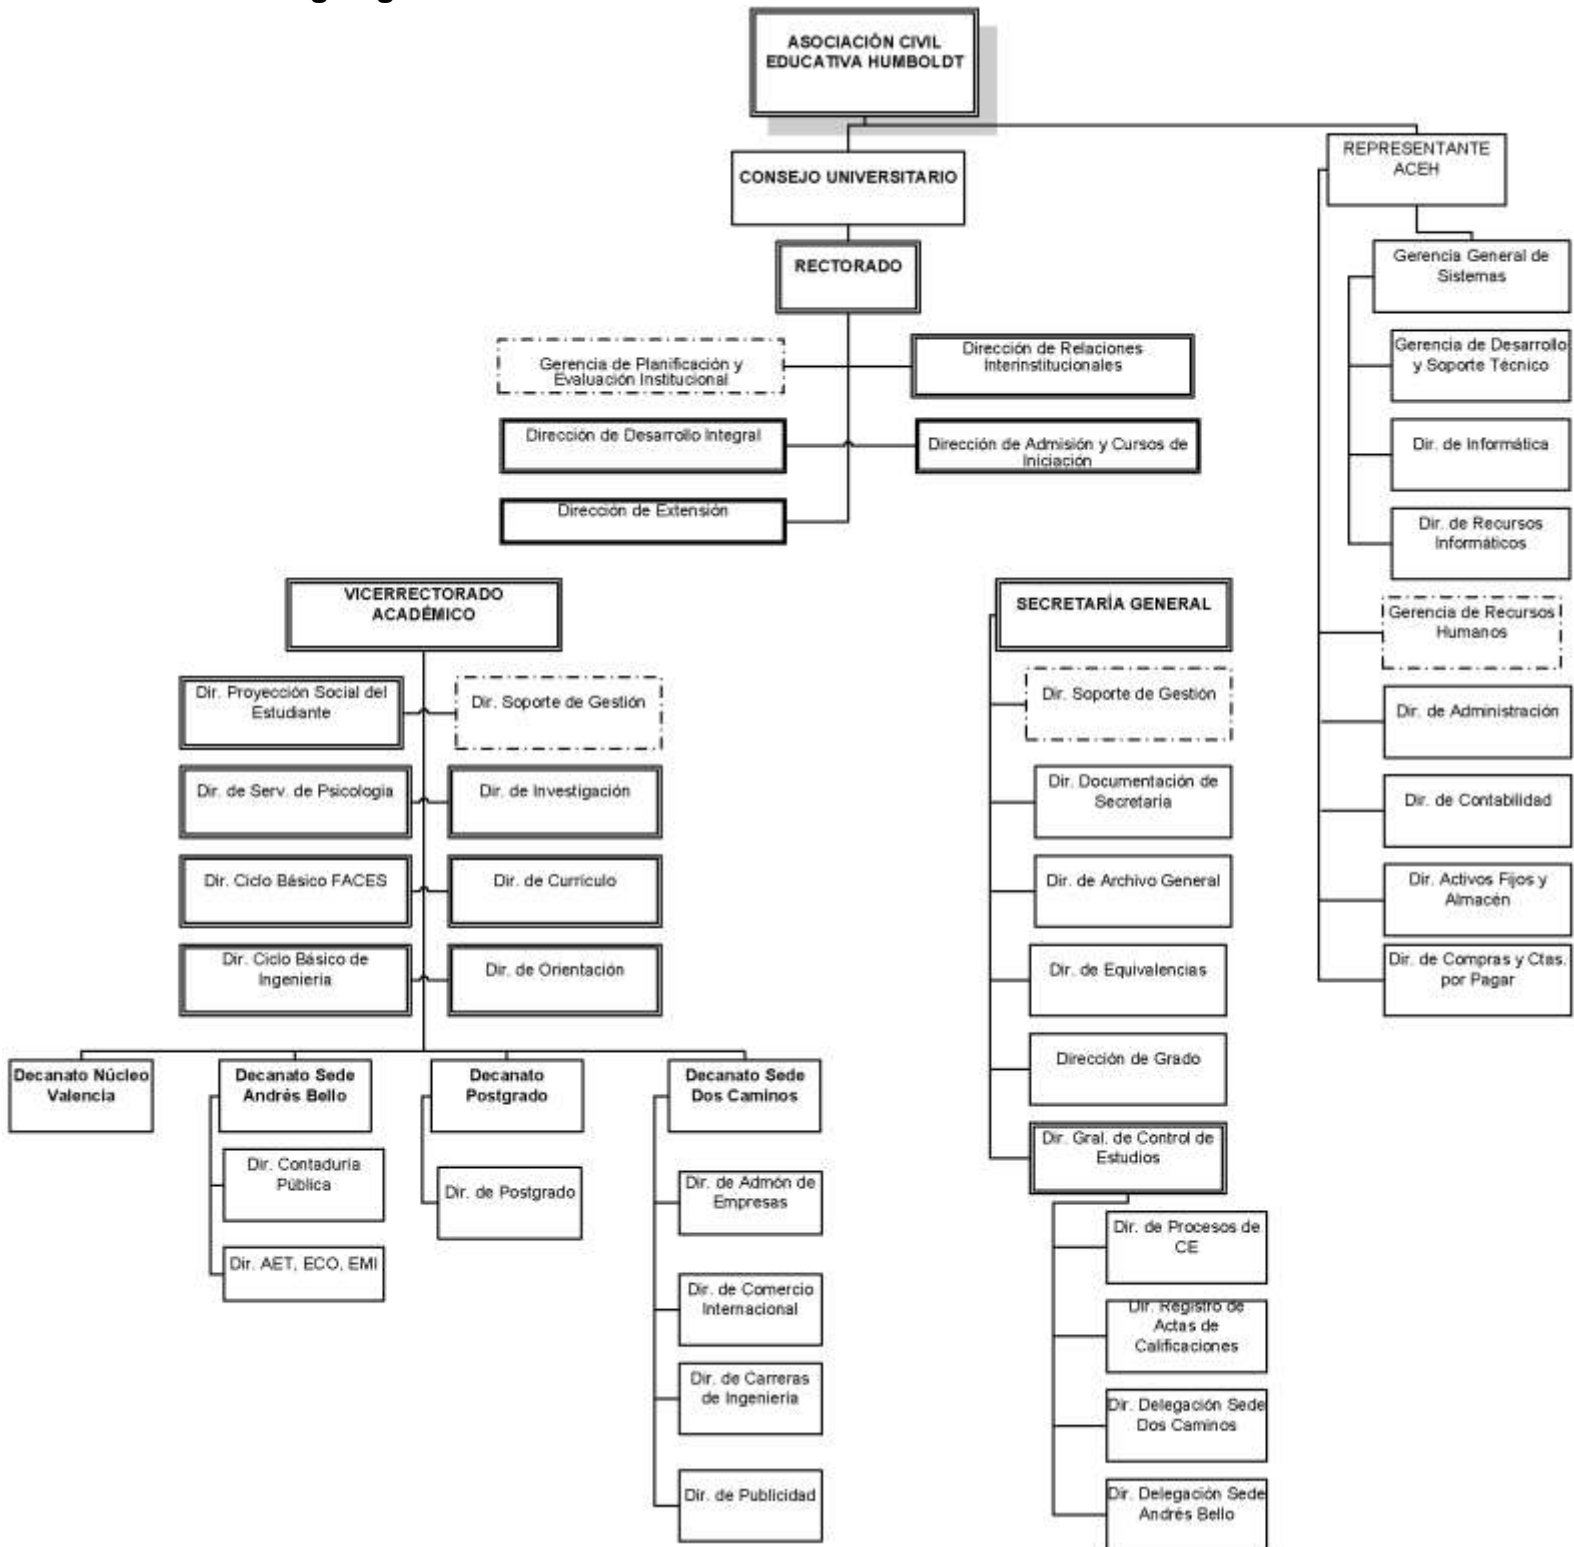 ASOCIACIÓN CIVIL
EDUCATIVA HUMBOLDT
CONSEJO UNIVERSITARIO
REPRESENTANTE
ACEH
RECTORADO
Gerencia General de
Sistemas
Gerencia de Planificación y
Evaluación Institucional
Dirección de Relaciones
Interinstitucionales
Gerencia de Desarrollo
y Soporte Técnico
Dirección de Desarrollo Integral
Dirección de Admisión y Cursos de
Iniciación
Dir. de Informática
Dirección de Extensión
Dir. de Recursos
Informáticos
VICERRECTORADO
ACADÉMICO
SECRETARÍA GENERAL
Gerencia de Recursos
Humanos
Dir. Proyección Social del
Estudiante
Dir. Soporte de Gestión
Dir. Soporte de Gestión
Dir. de Administración
Dir. de Serv. de Psicología
Dir. de Investigación
Dir. Documentación de
Secretaría
Dir. de Contabilidad
Dir. Ciclo Básico FACES
Dir. de Currículo
Dir. de Archivo General
Dir. Activos Fijos y
Almacén
Dir. Ciclo Básico de
Ingeniería
Dir. de Orientación
Dir. de Equivalencias
Dir. de Compras y Ctas.
por Pagar
Dirección de Grado
Decanato Núcleo
Valencia
Decanato Sede
Andrés Bello
Decanato
Postgrado
Decanato Sede
Dos Caminos
Dir. Gral. de Control de
Estudios
Dir. Contaduría
Pública
Dir. de Postgrado
Dir. de Admón de
Empresas
Dir. de Procesos de
CE
Dir. AET, ECO, EMI
Dir. de Comercio
Internacional
Dir. Registro de
Actas de
Calificaciones
Dir. de Carreras
de Ingeniería
Dir. Delegación Sede
Dos Caminos
Dir. de Publicidad
Dir. Delegación Sede
Andrés Bello